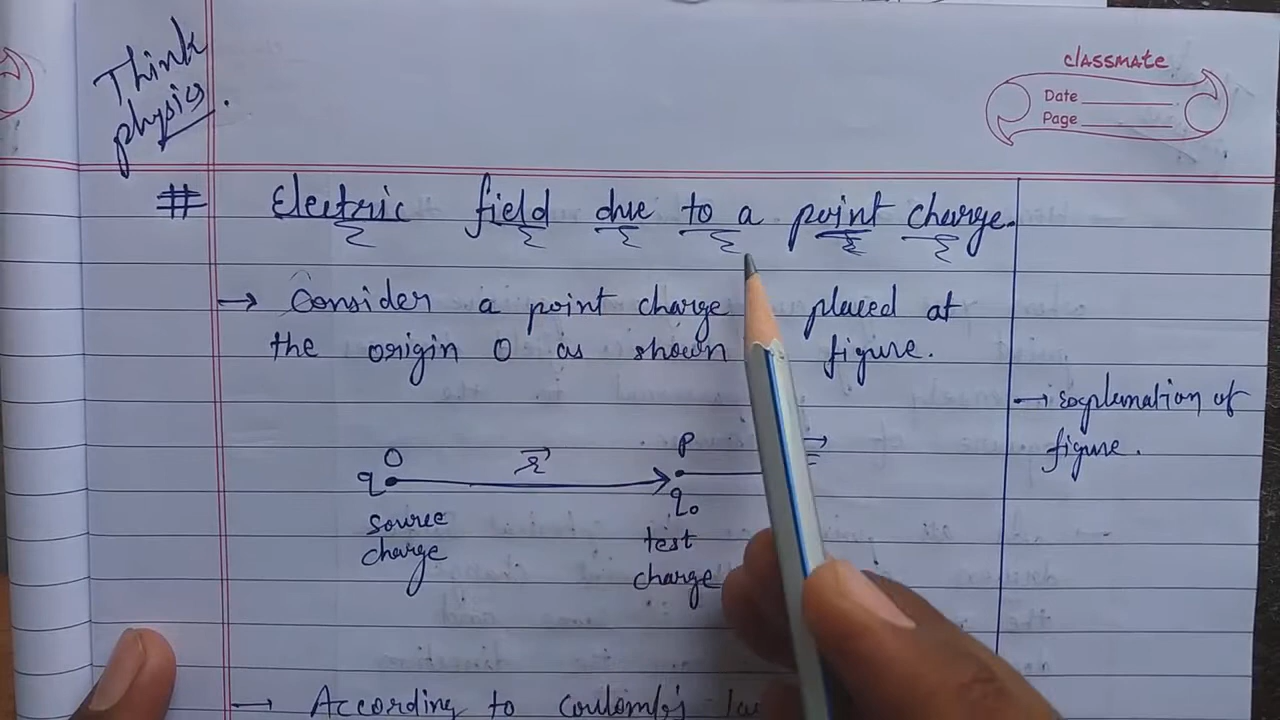 Think
physics.
classmate
Date
Page
# Electric field due to a point charge.
→ Consider a point charge placed at
the origin O as shown figure.
→ explanation of
figure.
O r⃗ P
q q₀
source test
charge charge
→ According to Coulomb's